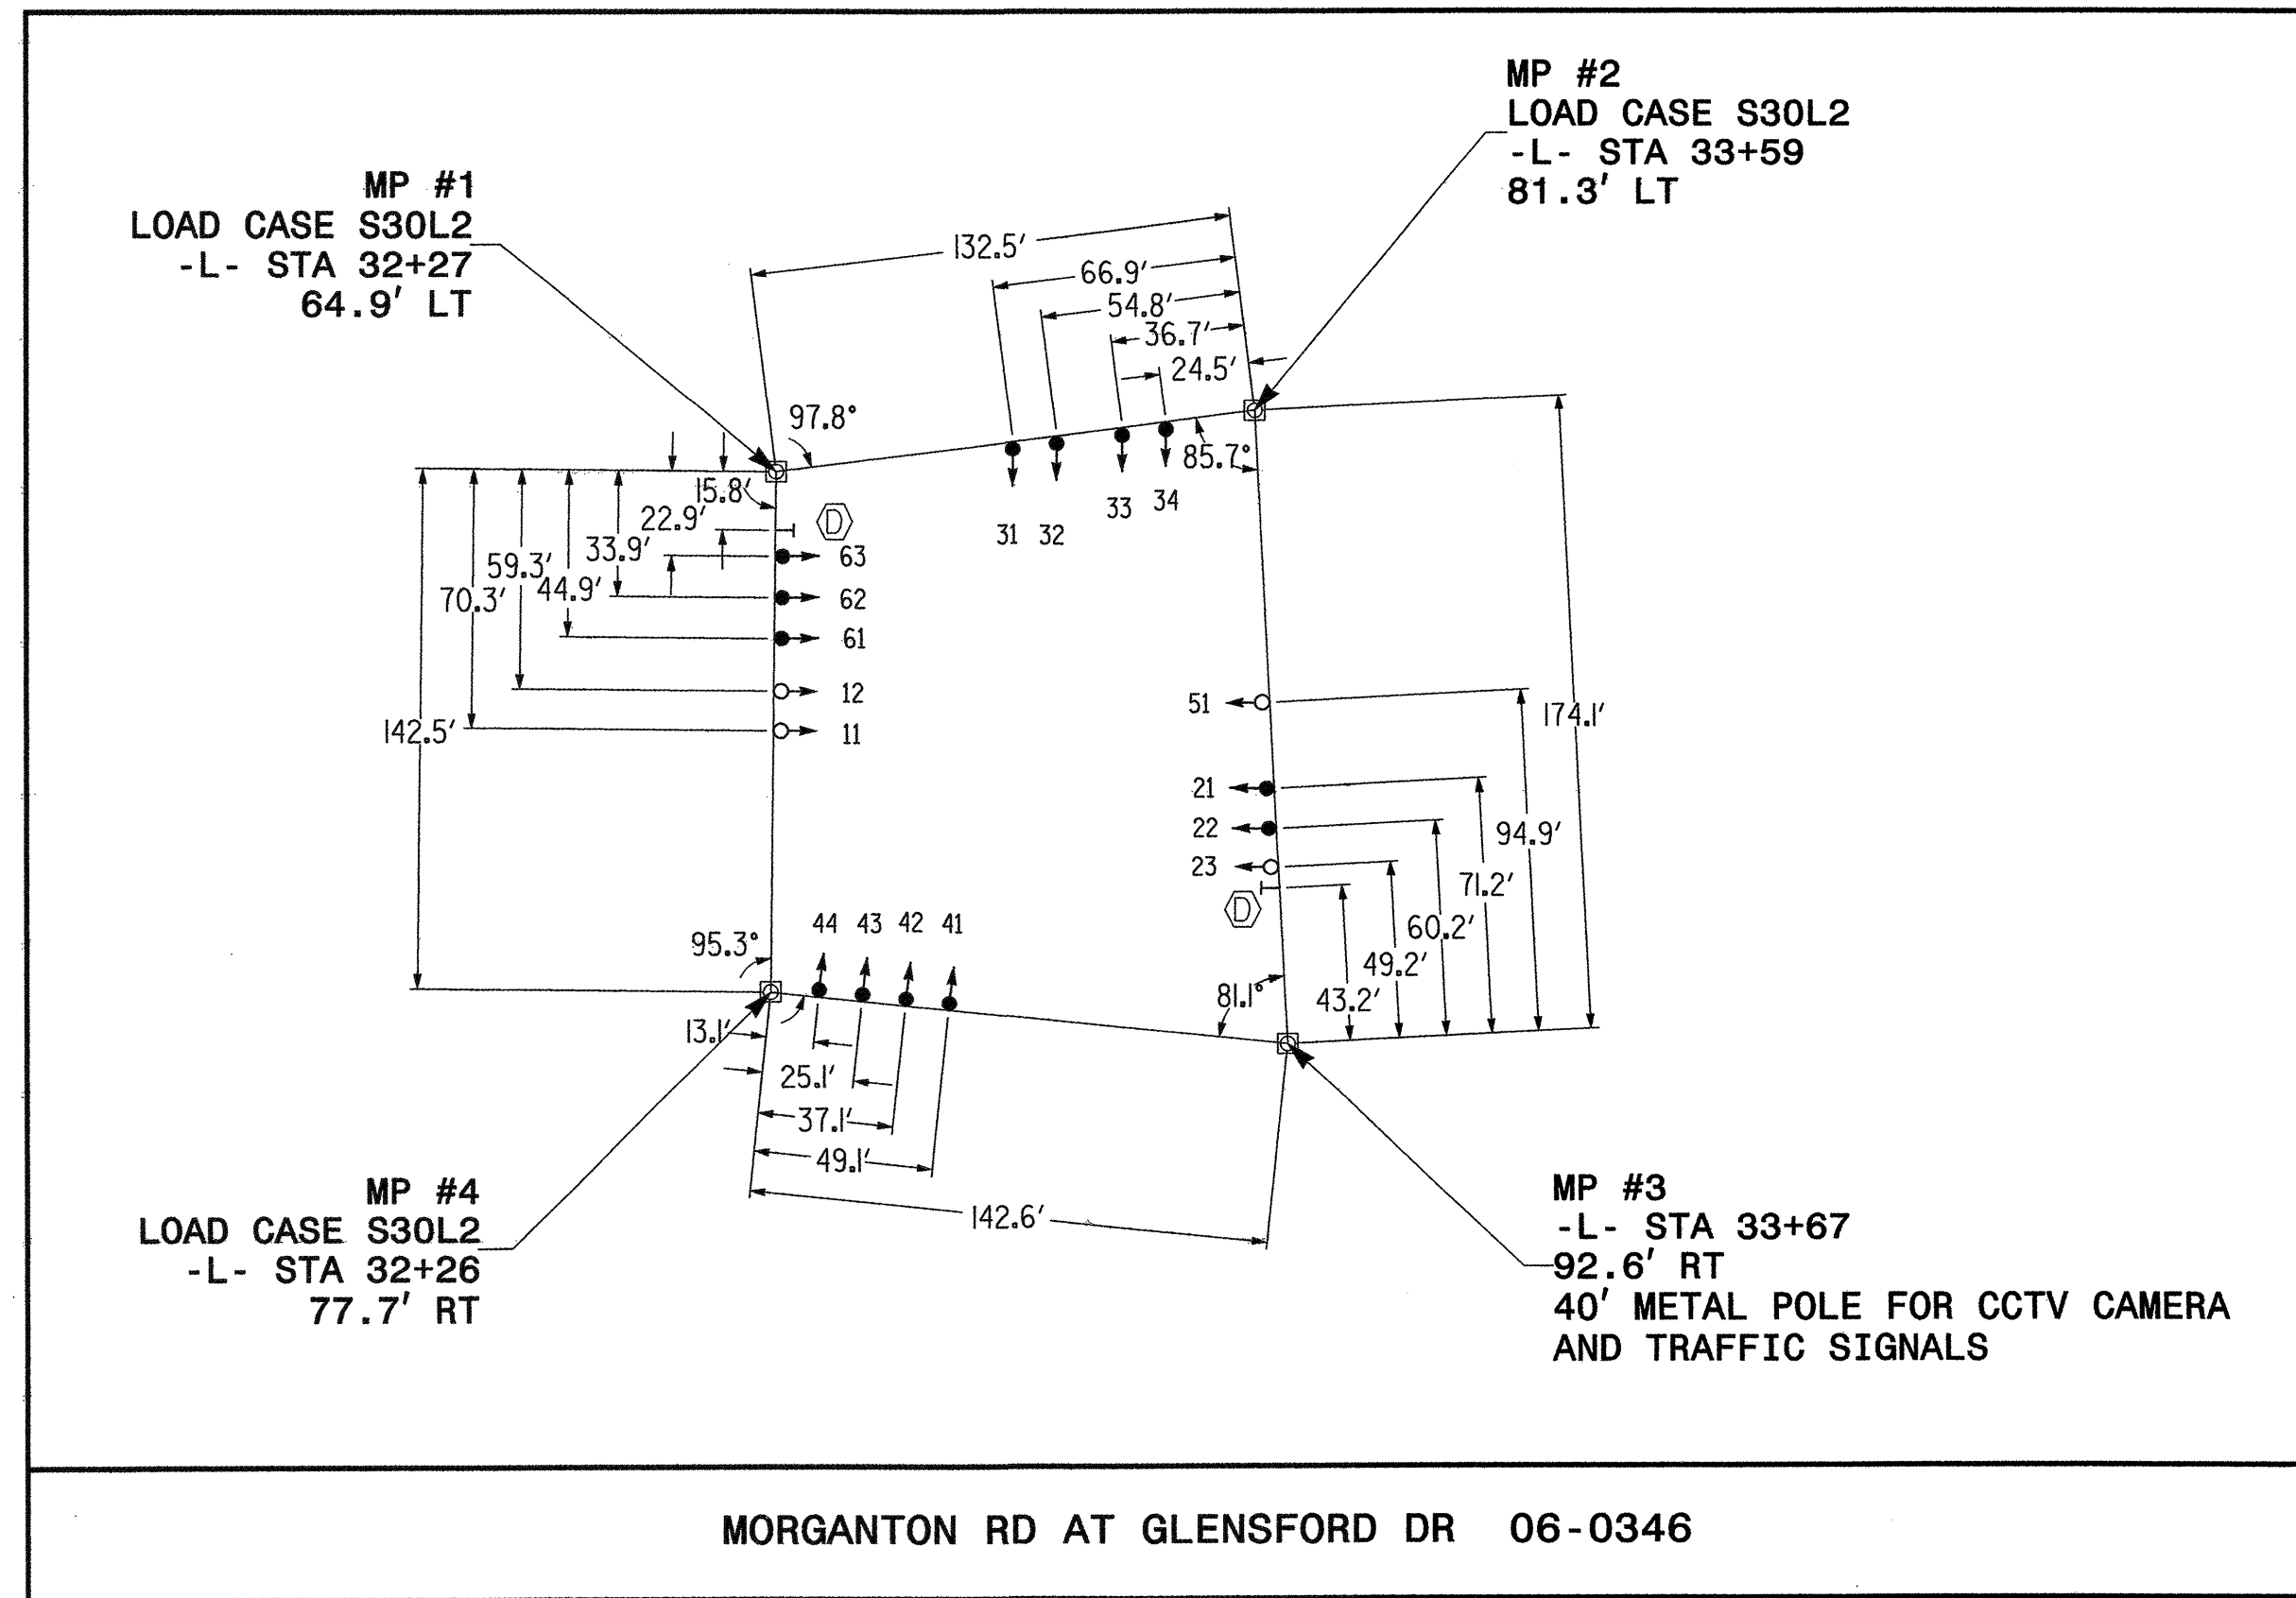 MP #2
LOAD CASE S30L2
-L- STA 33+59
81.3' LT
MP #1
LOAD CASE S30L2
-L- STA 32+27
64.9' LT
132.5'
66.9'
54.8'
36.7'
24.5'
97.8°
85.7°
15.8'
D
22.9'
33.9'
59.3'
44.9'
70.3'
142.5'
63
62
61
12
11
31
32
33
34
51
21
22
23
D
174.1'
94.9'
71.2'
60.2'
49.2'
43.2'
81.1°
95.3°
44
43
42
41
13.1'
25.1'
37.1'
49.1'
142.6'
MP #4
LOAD CASE S30L2
-L- STA 32+26
77.7' RT
MP #3
-L- STA 33+67
92.6' RT
40' METAL POLE FOR CCTV CAMERA
AND TRAFFIC SIGNALS
MORGANTON RD AT GLENSFORD DR 06-0346